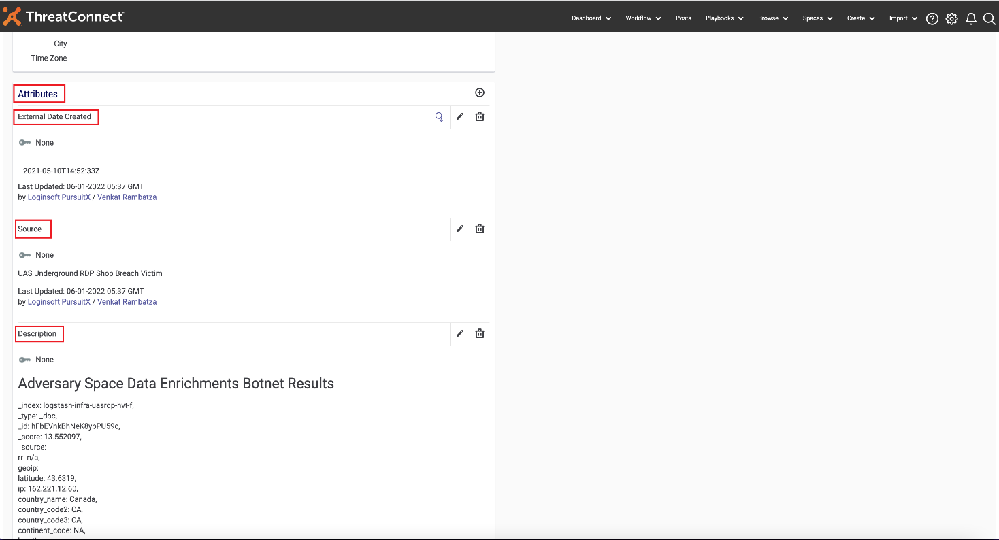 ThreatConnect
Dashboard Workflow Posts Playbooks Browse Spaces Create Import
City
Time Zone
Attributes
External Date Created
None
2021-05-10T14:52:33Z
Last Updated: 06-01-2022 05:37 GMT
by Loginsoft PursuitX / Venkat Rambatza
Source
None
UAS Underground RDP Shop Breach Victim
Last Updated: 06-01-2022 05:37 GMT
by Loginsoft PursuitX / Venkat Rambatza
Description
None
Adversary Space Data Enrichments Botnet Results
_index: logstash-infra-uasrdp-hvt-f,
_type: _doc,
_id: hFbEVnkBhNeK8ybPU59c,
_score: 13.552097,
_source:
rr: n/a,
geoip:
latitude: 43.6319,
ip: 162.221.12.60,
country_name: Canada,
country_code2: CA,
country_code3: CA,
continent_code: NA,